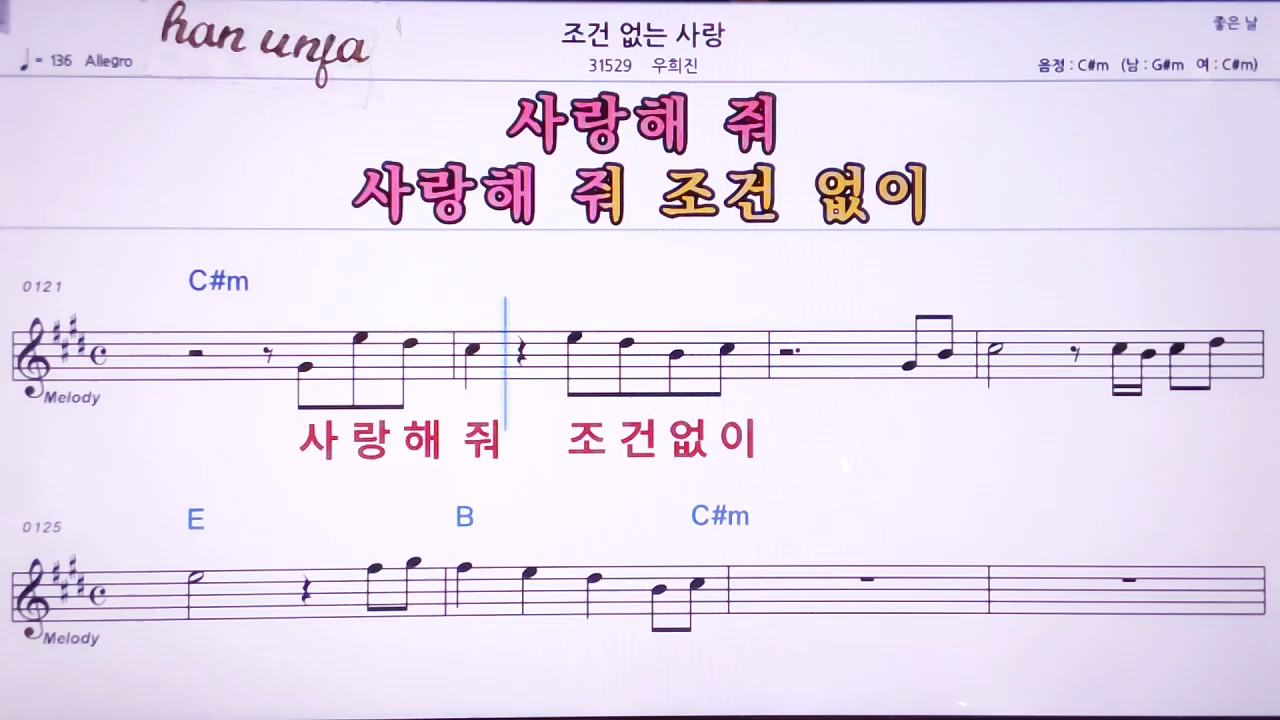 han unja
조건 없는 사랑
좋은 날
♩= 136 Allegro
31529 우희진
음정 : C#m (남 : G#m 여 : C#m)
사랑해 줘
사랑해 줘 조건 없이
0121
C#m
Melody
사 랑 해 줘 조 건 없 이
0125
E B C#m
Melody